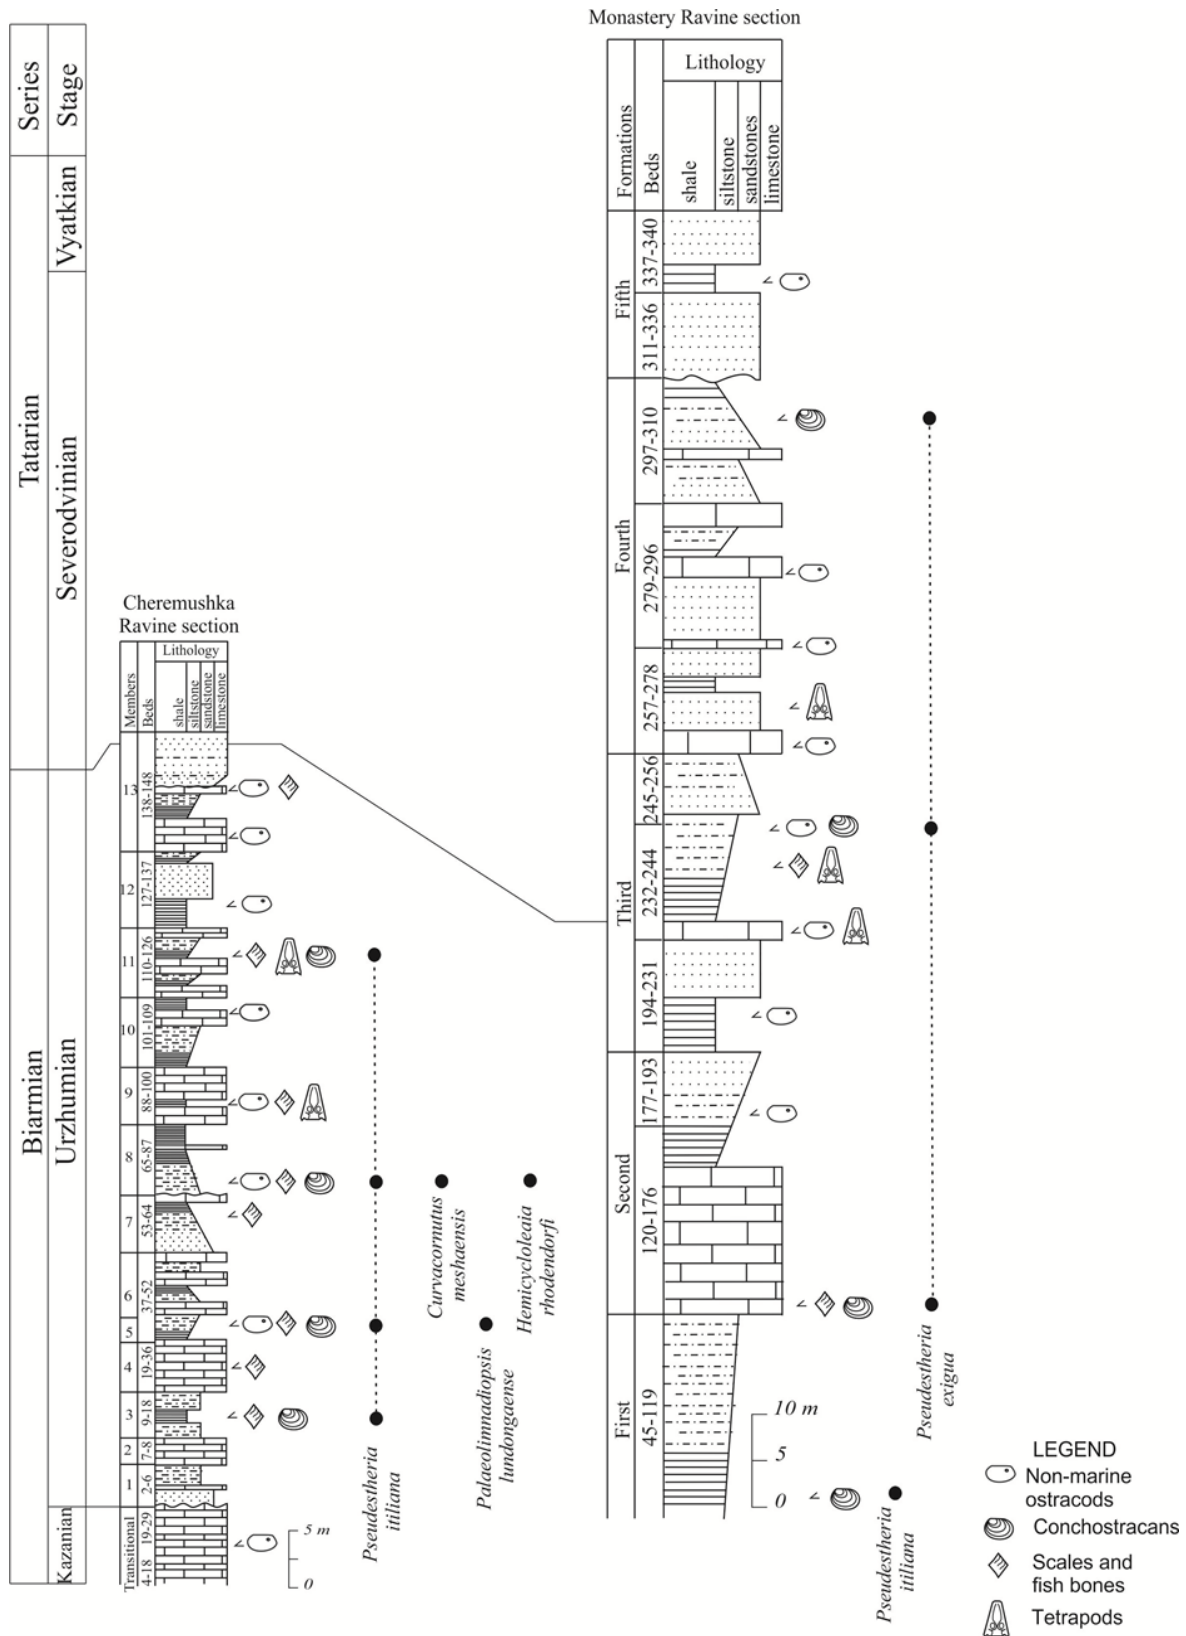 Monastery Ravine section
Series
Stage
Tatarian
Vyatkian
Severodvinian
Biarmian
Urzhumian
Kazanian
Cheremushka
Ravine section
Members
Beds
Lithology
shale
siltstone
sandstone
limestone
13
138-148
12
127-137
11
110-126
10
101-109
9
88-100
8
65-87
7
53-64
6
37-52
5
4
19-36
3
9-18
2
7-8
1
2-6
Transitional
19-29
4-18
5 m
0
Pseudestheria
itiliana
Curvacornutus
meshaensis
Palaeolimnadiopsis
lundongaense
Hemicycloleaia
rhodendorfi
Formations
Beds
Lithology
shale
siltstone
sandstones
limestone
Fifth
337-340
311-336
Fourth
297-310
279-296
257-278
Third
245-256
232-244
194-231
Second
177-193
120-176
First
45-119
10 m
5
0
Pseudestheria
itiliana
Pseudestheria
exigua
LEGEND
Non-marine
ostracods
Conchostracans
Scales and
fish bones
Tetrapods